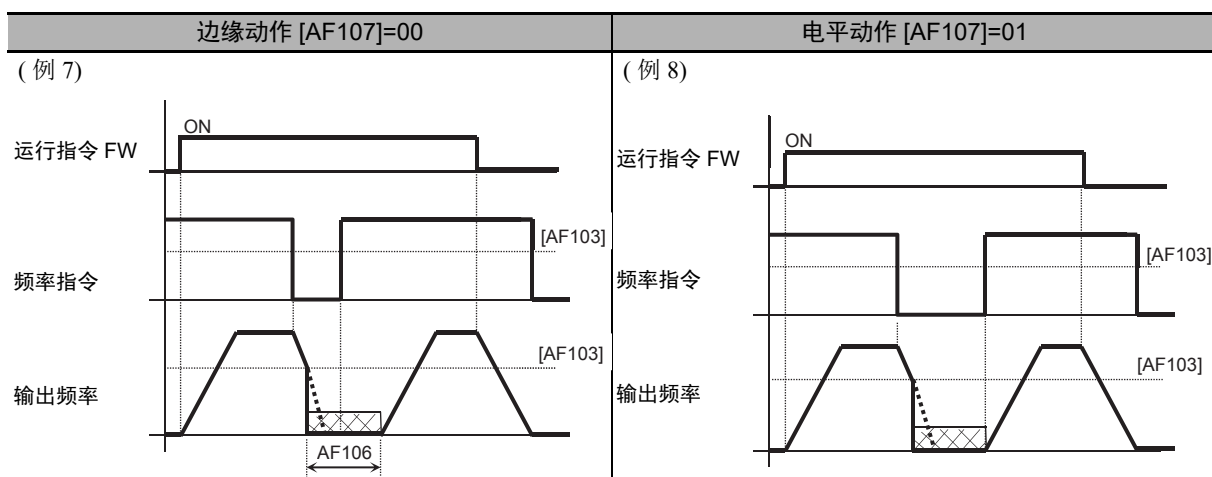 边缘动作 [AF107]=00
电平动作 [AF107]=01
( 例 7)
ON
运行指令 FW
[AF103]
频率指令
[AF103]
输出频率
AF106
( 例 8)
ON
运行指令 FW
[AF103]
频率指令
[AF103]
输出频率